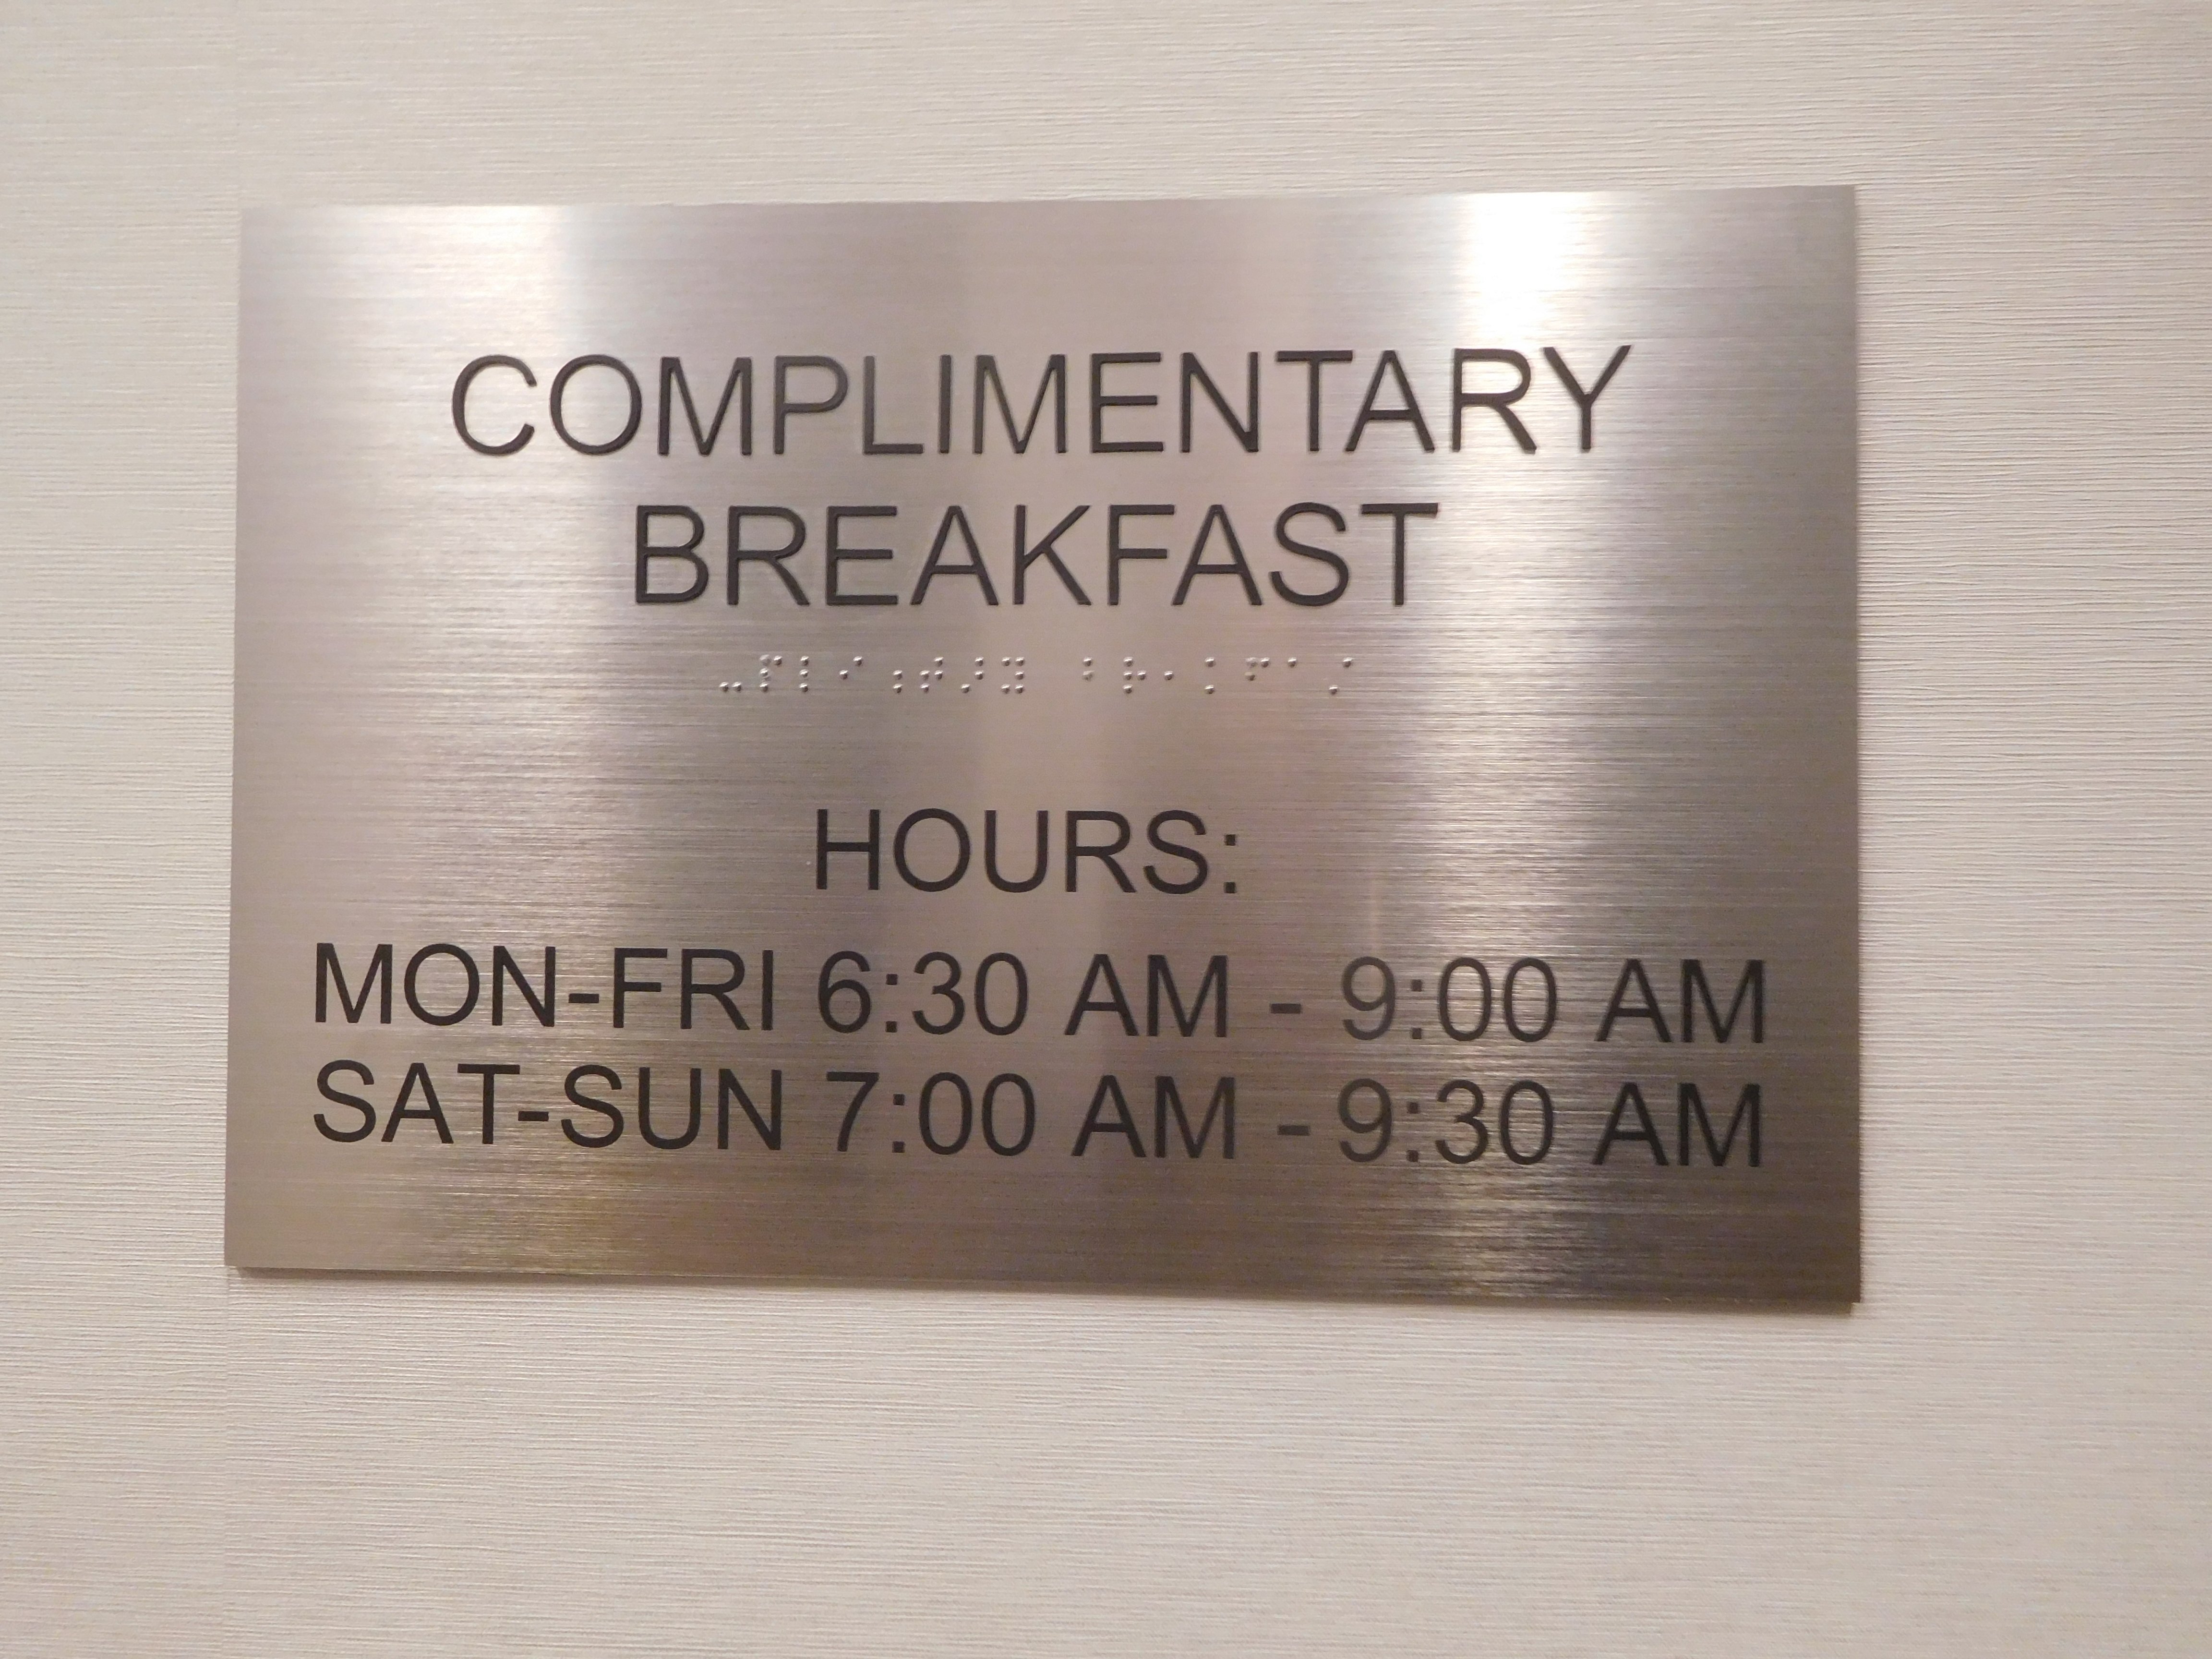 COMPLIMENTARY
BREAKFAST
HOURS:
MON-FRI 6:30 AM - 9:00 AM
SAT-SUN 7:00 AM - 9:30 AM